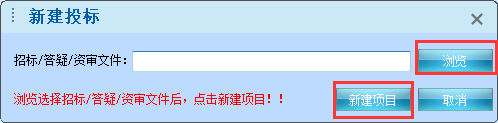 新建投标
招标/答疑/资审文件：
浏览
浏览选择招标/答疑/资审文件后，点击新建项目！！
新建项目
取消